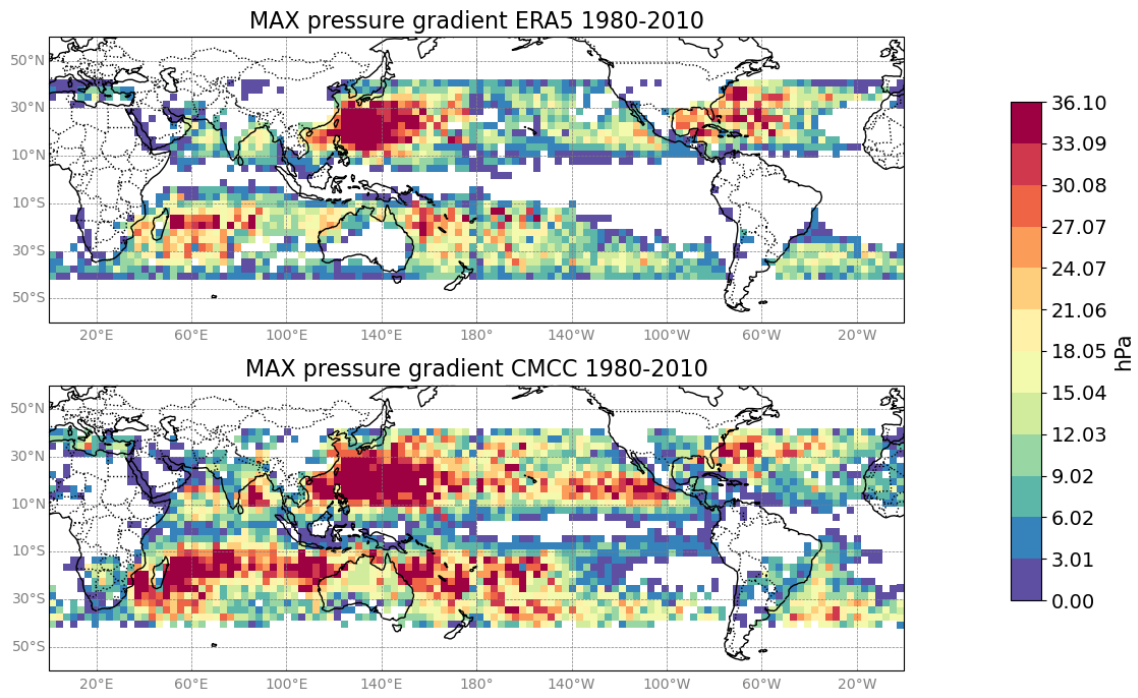 MAX pressure gradient ERA5 1980-2010
50°N
30°N
10°N
10°S
30°S
50°S
20°E 60°E 100°E 140°E 180° 140°W 100°W 60°W 20°W
MAX pressure gradient CMCC 1980-2010
50°N
30°N
10°N
10°S
30°S
50°S
20°E 60°E 100°E 140°E 180° 140°W 100°W 60°W 20°W
36.10
33.09
30.08
27.07
24.07
21.06
18.05
15.04
12.03
9.02
6.02
3.01
0.00
hPa